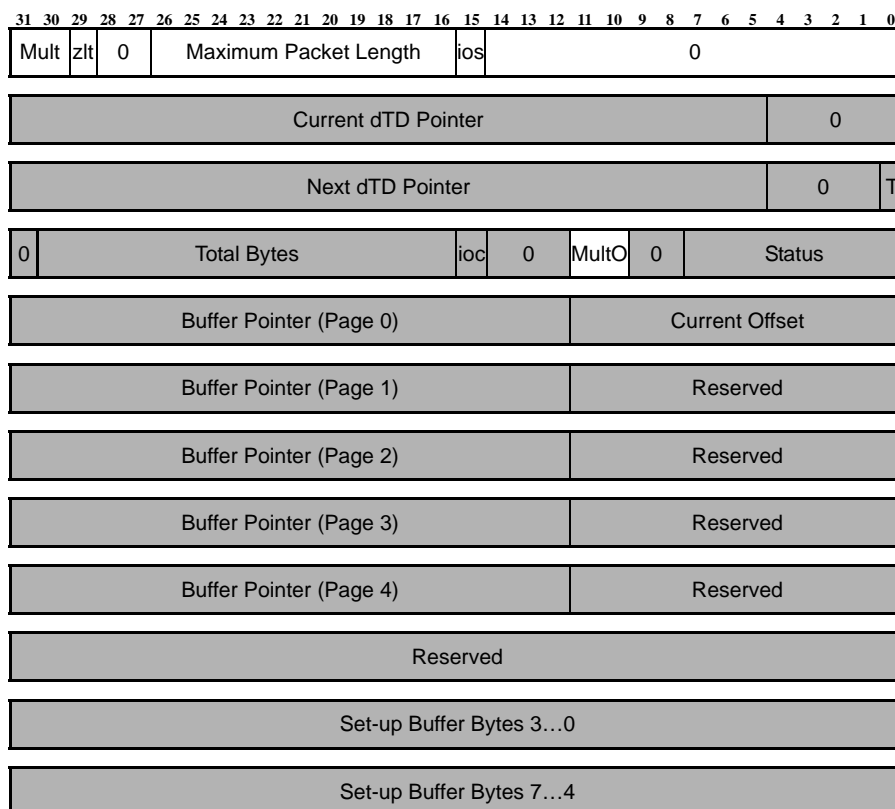 31 30 29 28 27 26 25 24 23 22 21 20 19 18 17 16 15 14 13 12 11 10 9 8 7 6 5 4 3 2 1 0
Mult zlt 0 Maximum Packet Length ios 0
Current dTD Pointer 0
Next dTD Pointer 0 T
0 Total Bytes ioc 0 MultO 0 Status
Buffer Pointer (Page 0) Current Offset
Buffer Pointer (Page 1) Reserved
Buffer Pointer (Page 2) Reserved
Buffer Pointer (Page 3) Reserved
Buffer Pointer (Page 4) Reserved
Reserved
Set-up Buffer Bytes 3…0
Set-up Buffer Bytes 7…4